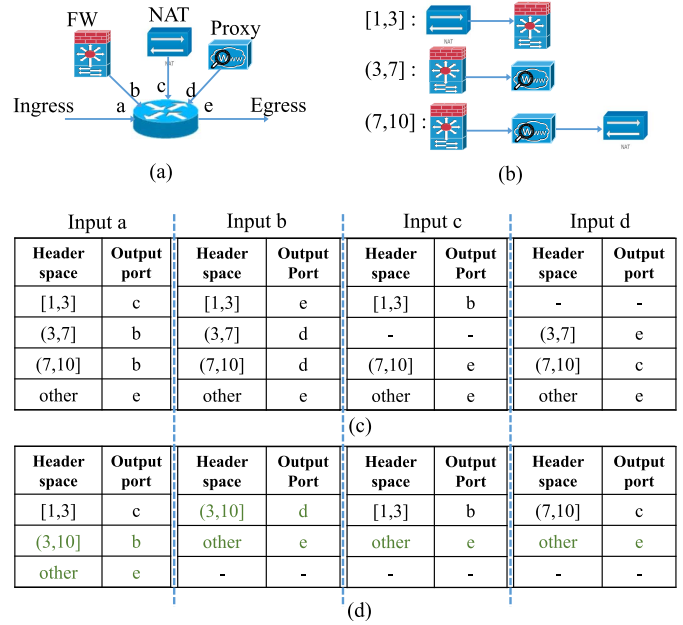 FW
NAT
Proxy
NAT
b
c
d
Ingress
a
e
Egress
(a)
[1,3] :
NAT
(3,7] :
(7,10] :
NAT
(b)
Input a
Input b
Input c
Input d
Header space Output port Header space Output Port Header space Output Port Header space Output port
[1,3] c [1,3] e [1,3] b - -
(3,7] b (3,7] d - - (3,7] e
(7,10] b (7,10] d (7,10] e (7,10] c
other e other e other e other e
(c)
Header space Output port Header space Output Port Header space Output Port Header space Output port
[1,3] c (3,10] d [1,3] b (7,10] c
(3,10] b other e other e other e
other e - - - - - -
(d)